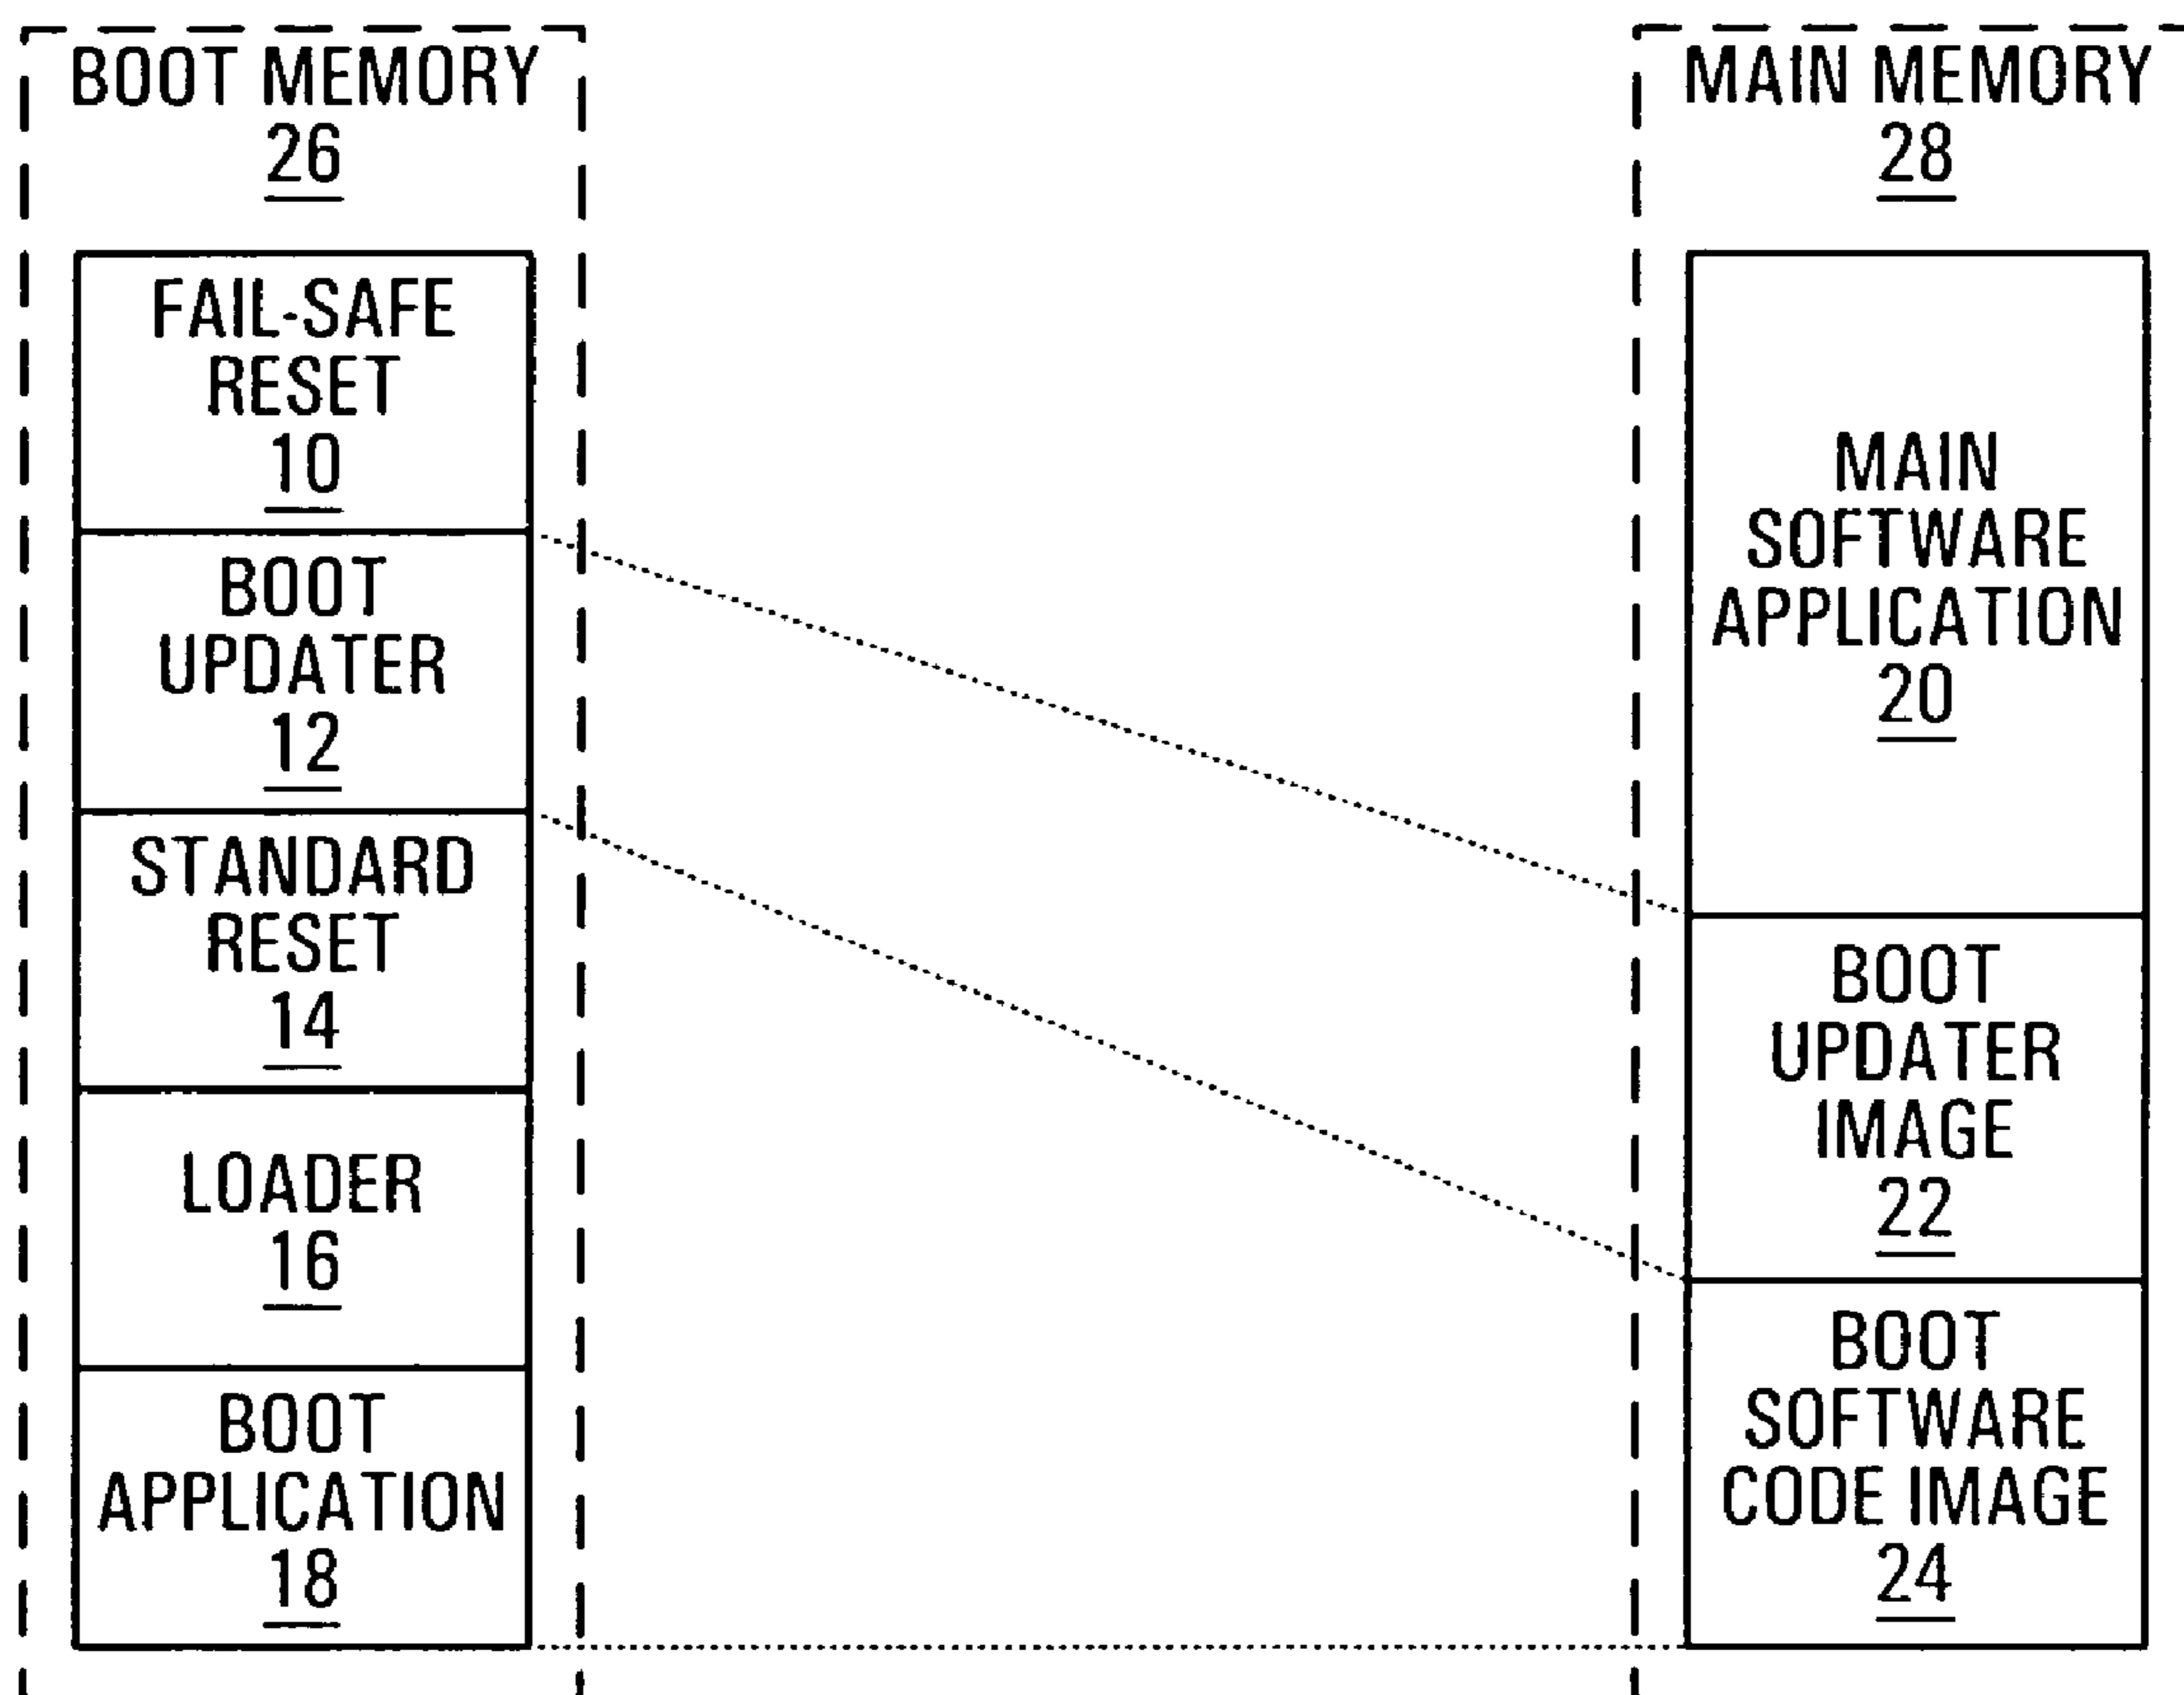 BOOT MEMORY
26
FAIL-SAFE
RESET
10
BOOT
UPDATER
12
STANDARD
RESET
14
LOADER
16
BOOT
APPLICATION
18
MAIN MEMORY
28
MAIN
SOFTWARE
APPLICATION
20
BOOT
UPDATER
IMAGE
22
BOOT
SOFTWARE
CODE IMAGE
24